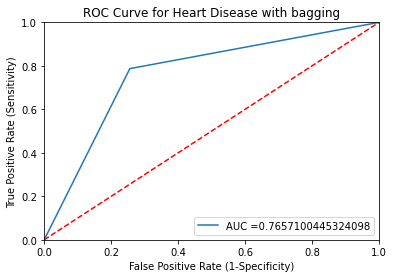 ROC Curve for Heart Disease with bagging
True Positive Rate (Sensitivity)
1.0
0.8
0.6
0.4
0.2
0.0
AUC =0.7657100445324098
0.0 0.2 0.4 0.6 0.8 1.0
False Positive Rate (1-Specificity)